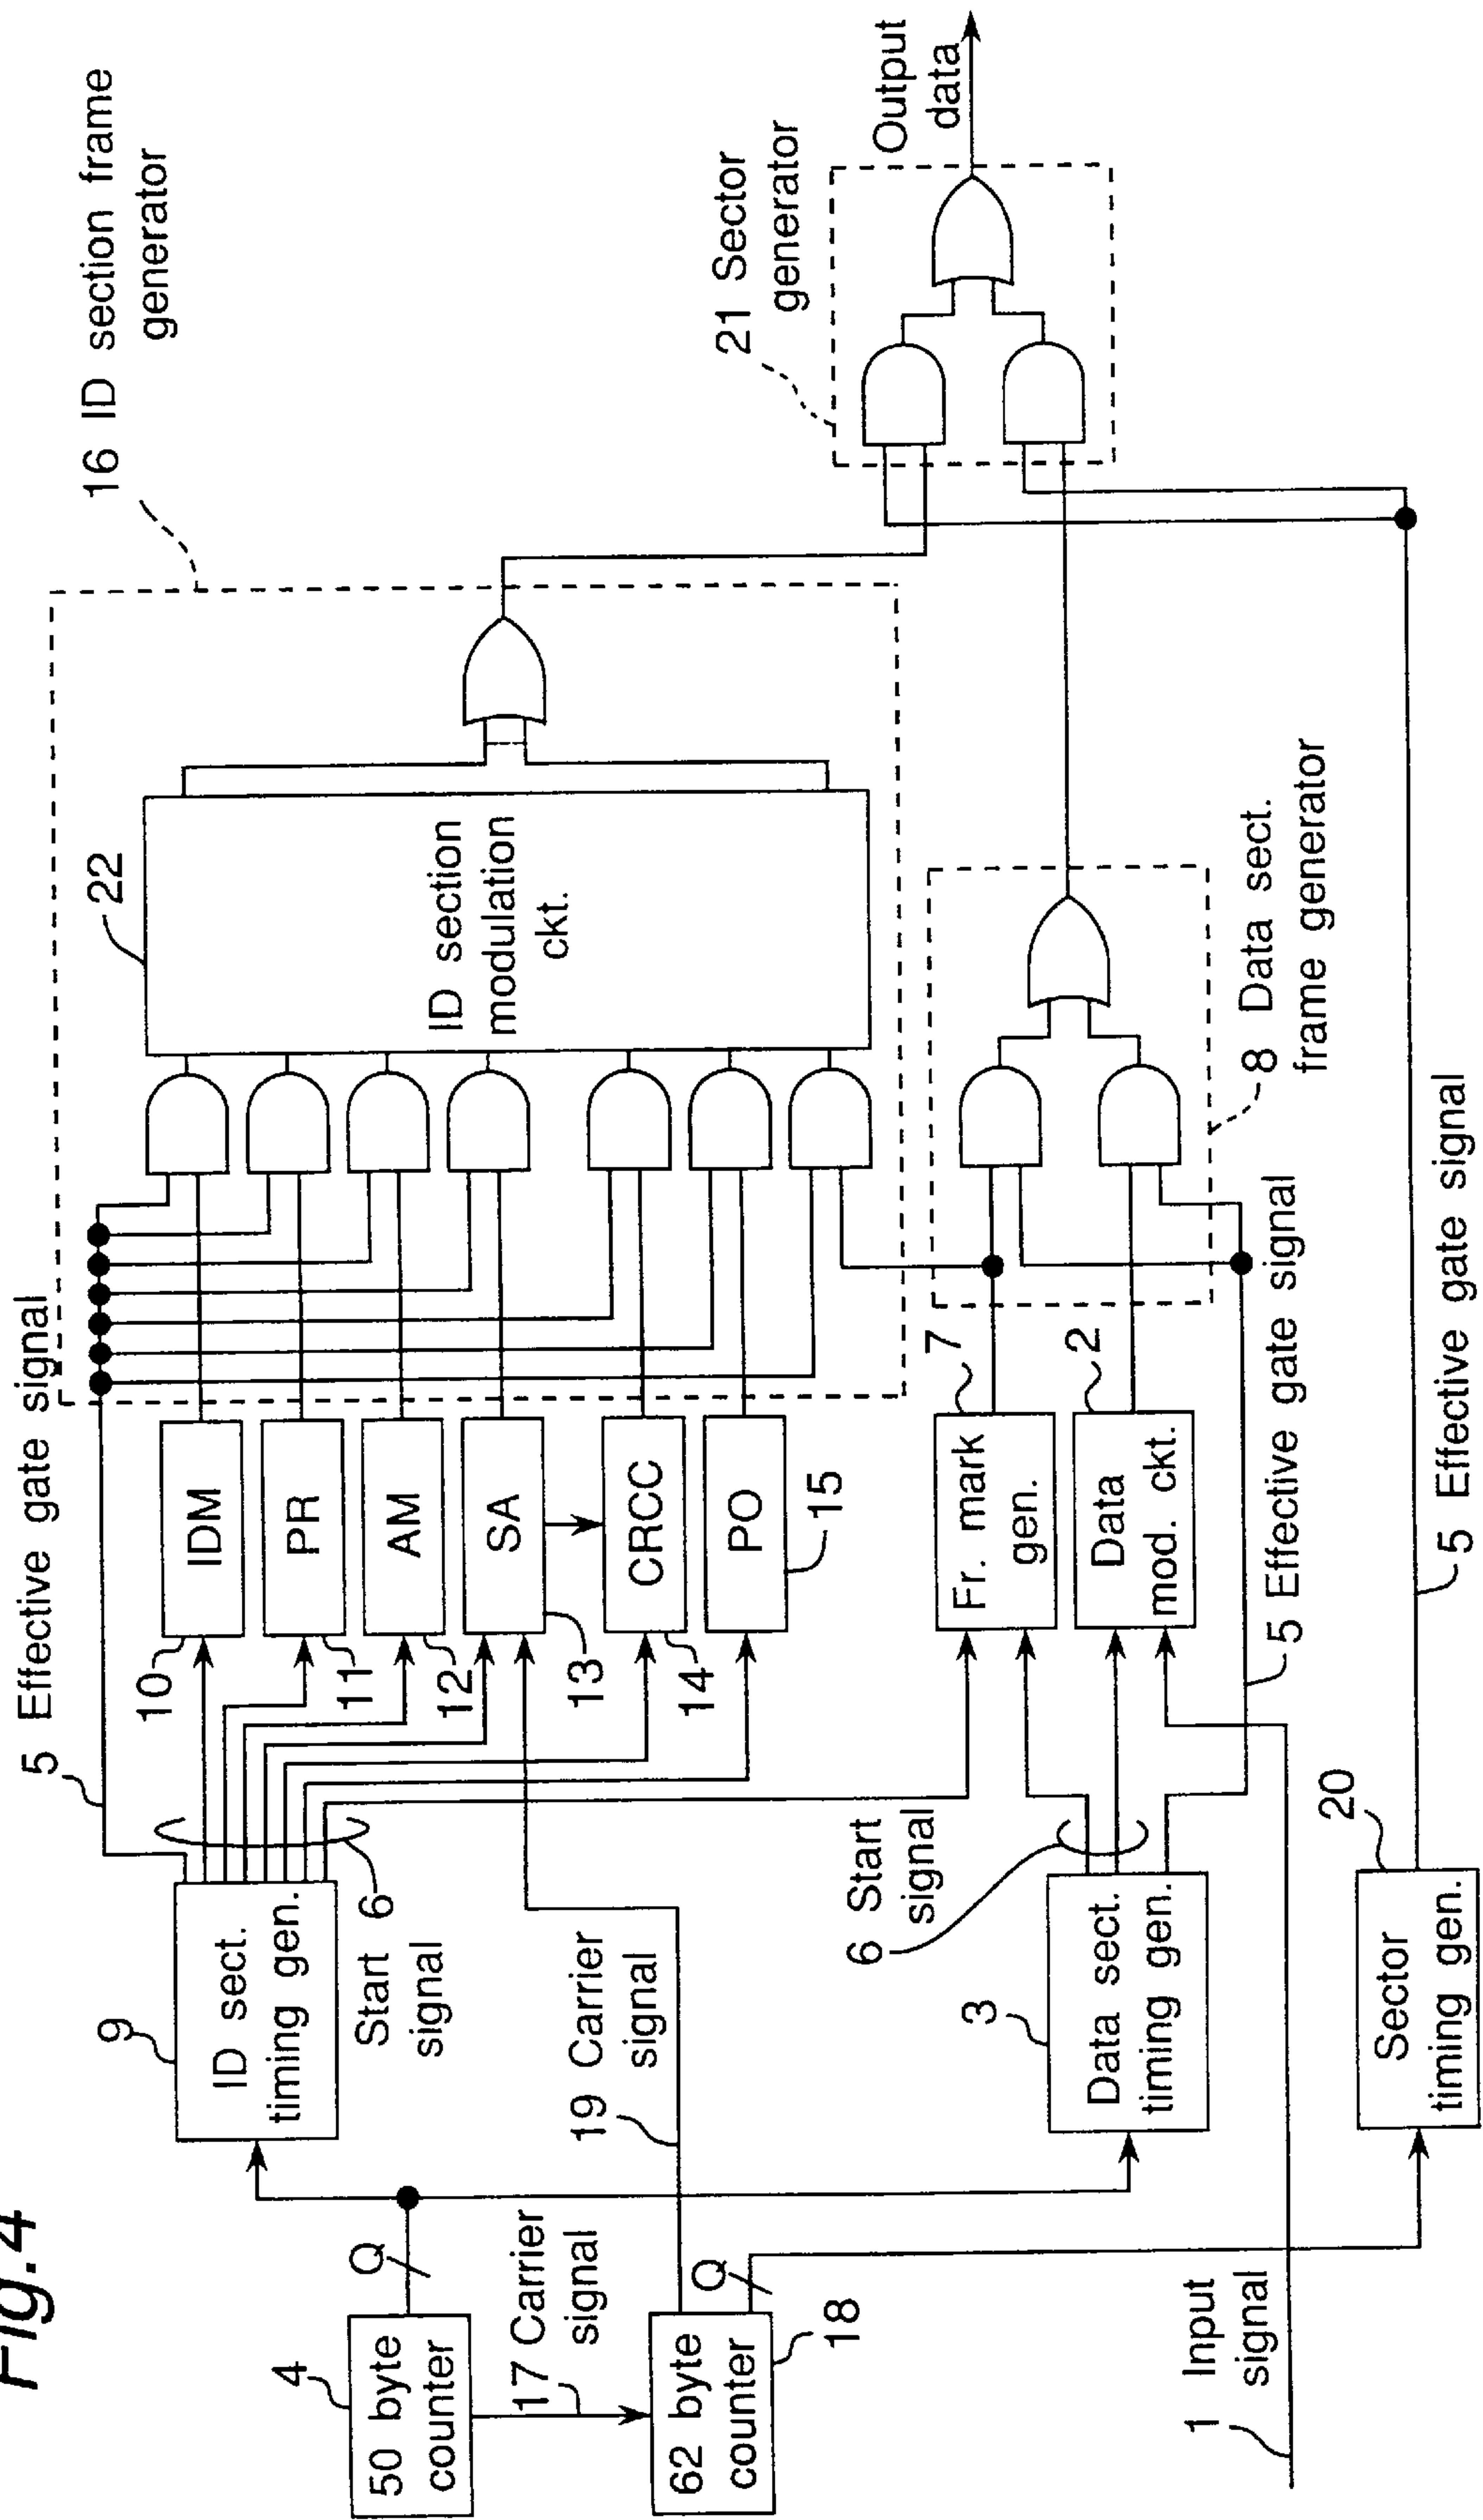 Fig.4
5 Effective gate signal
16 ID section frame
generator
9
ID sect.
timing gen.
Start 6
signal
10
IDM
11
PR
12
AM
13
SA
14
CRCC
15
PO
22
ID section
modulation
ckt.
21 Sector
generator
Output
data
4
50 byte
counter
Q
17 Carrier
signal
18
62 byte
counter
Q
19 Carrier
signal
6 Start
signal
3
Data sect.
timing gen.
7
Fr. mark
gen.
2
Data
mod. ckt.
8 Data sect.
frame generator
5 Effective gate signal
1 Input
signal
20
Sector
timing gen.
5 Effective gate signal